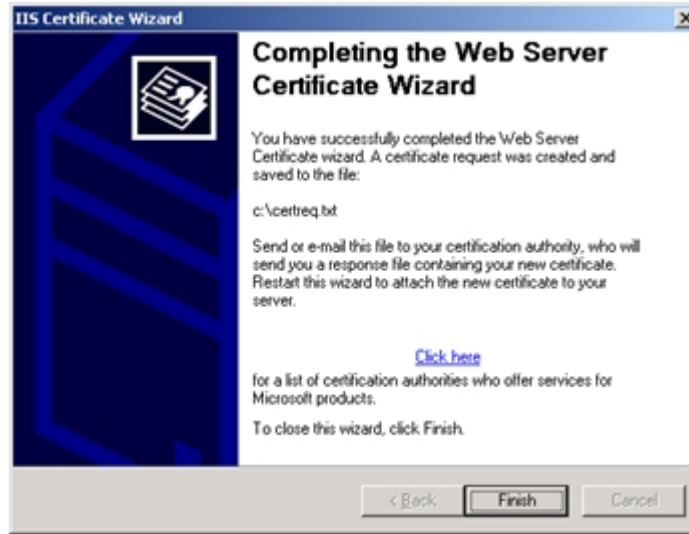 IIS Certificate Wizard
Completing the Web Server
Certificate Wizard
You have successfully completed the Web Server
Certificate wizard. A certificate request was created and
saved to the file:
c:\certreq.txt
Send or e-mail this file to your certification authority, who will
send you a response file containing your new certificate.
Restart this wizard to attach the new certificate to your
server.
Click here
for a list of certification authorities who offer services for
Microsoft products.
To close this wizard, click Finish.
< Back
Finish
Cancel